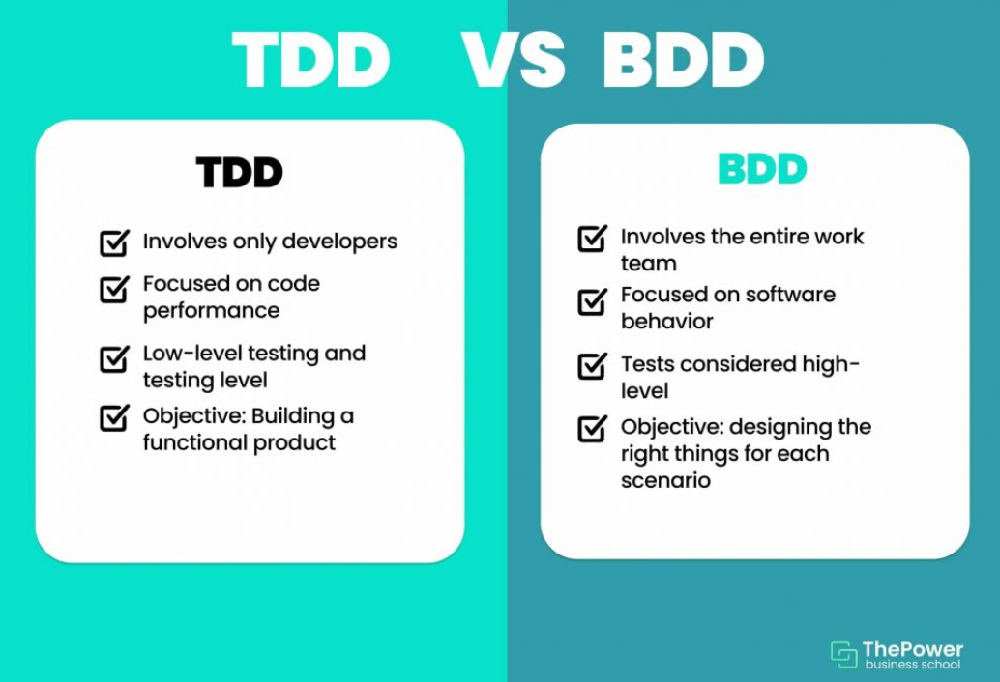 TDD VS BDD
TDD
Involves only developers
Focused on code
performance
Low-level testing and
testing level
Objective: Building a
functional product
BDD
Involves the entire work
team
Focused on software
behavior
Tests considered high-
level
Objective: designing the
right things for each
scenario
ThePower
business school